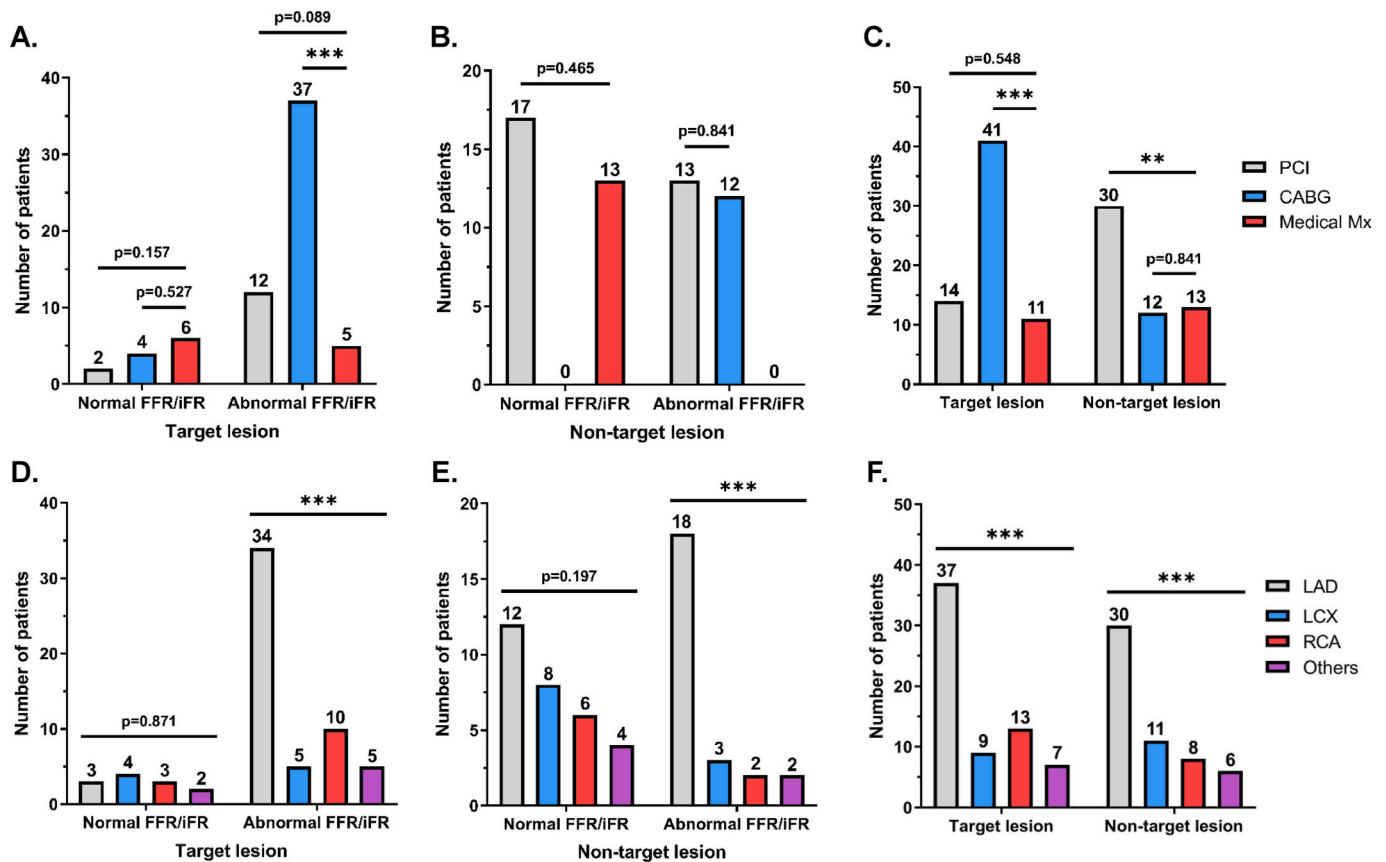 A.
p=0.089
***
Number of patients
40
30
20
10
0
2
4
6
12
37
5
p=0.157
p=0.527
Normal FFR/iFR
Abnormal FFR/iFR
Target lesion
B.
p=0.465
p=0.841
Number of patients
20
15
10
5
0
17
0
13
13
12
0
Normal FFR/iFR
Abnormal FFR/iFR
Non-target lesion
C.
p=0.548
***
**
p=0.841
Number of patients
50
40
30
20
10
0
14
41
11
30
12
13
Target lesion
Non-target lesion
PCI
CABG
Medical Mx
D.
***
p=0.871
Number of patients
40
30
20
10
0
3
4
3
2
34
5
10
5
Normal FFR/iFR
Abnormal FFR/iFR
Target lesion
E.
***
p=0.197
Number of patients
20
15
10
5
0
12
8
6
4
18
3
2
2
Normal FFR/iFR
Abnormal FFR/iFR
Non-target lesion
F.
***
***
Number of patients
50
40
30
20
10
0
37
9
13
7
30
11
8
6
Target lesion
Non-target lesion
LAD
LCX
RCA
Others